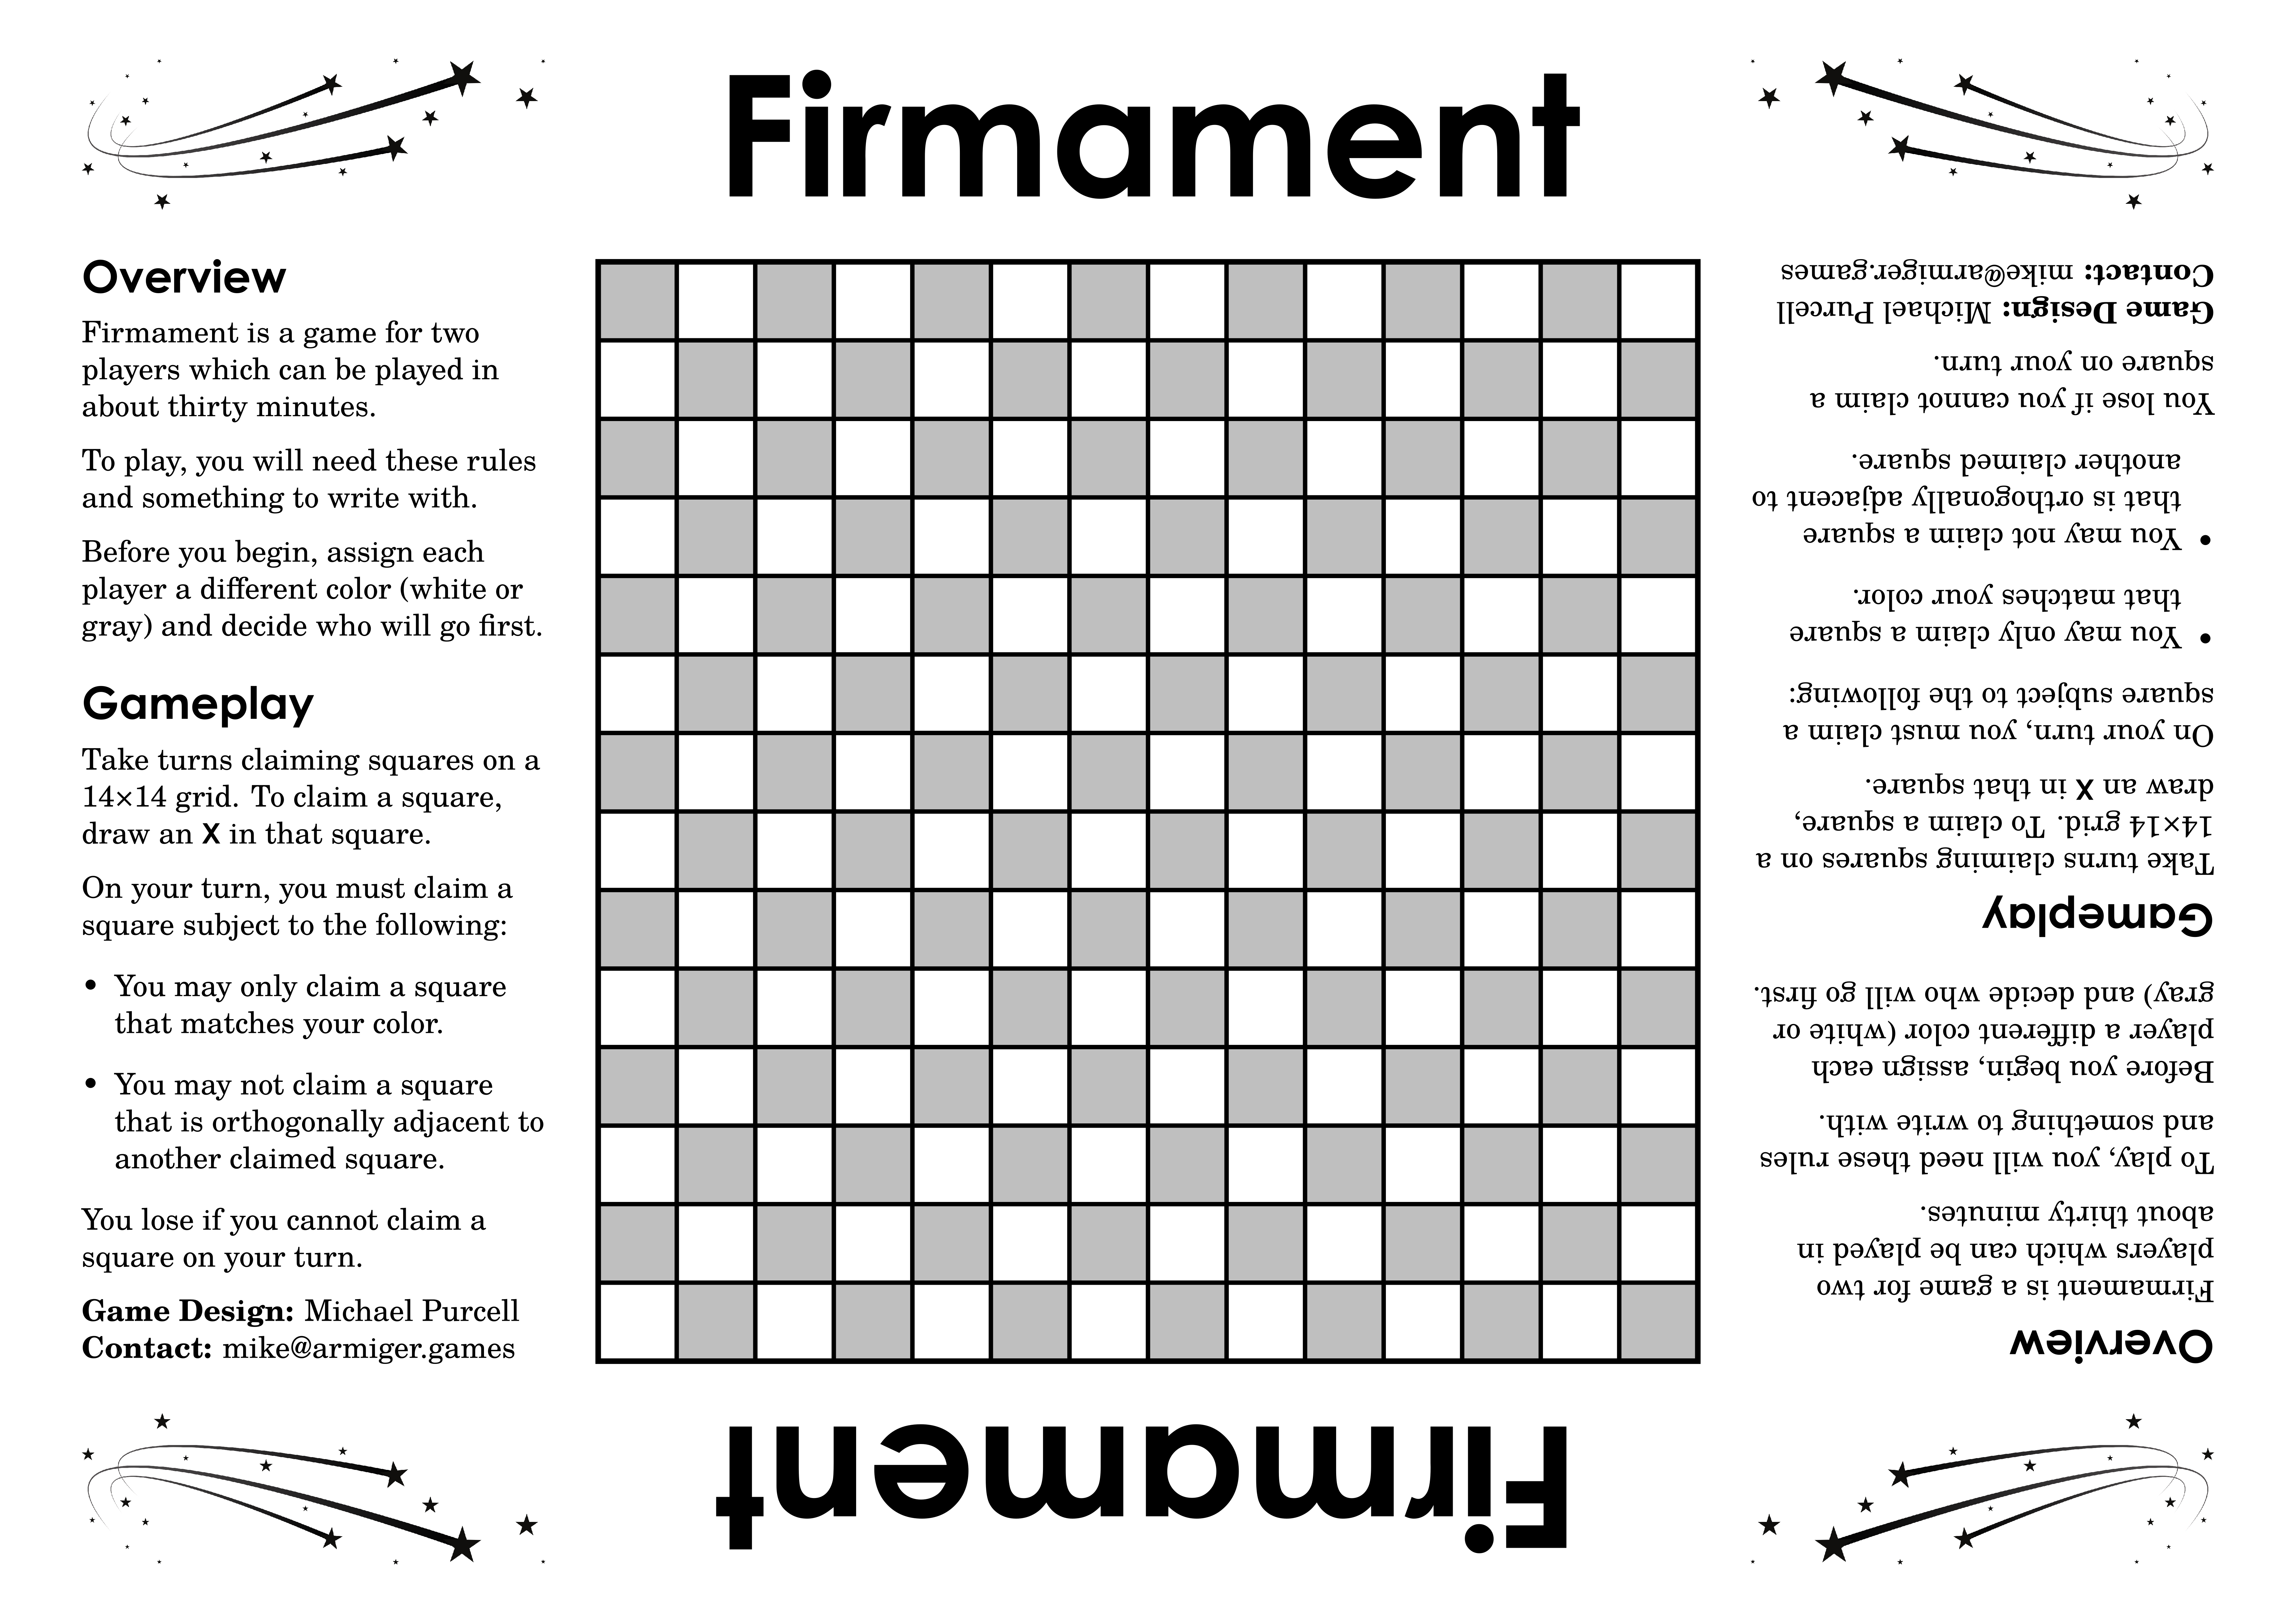 Firmament
Overview
Firmament is a game for two
players which can be played in
about thirty minutes.
To play, you will need these rules
and something to write with.
Before you begin, assign each
player a different color (white or
gray) and decide who will go first.
Gameplay
Take turns claiming squares on a
14×14 grid. To claim a square,
draw an X in that square.
On your turn, you must claim a
square subject to the following:
• You may only claim a square
that matches your color.
• You may not claim a square
that is orthogonally adjacent to
another claimed square.
You lose if you cannot claim a
square on your turn.
Game Design: Michael Purcell
Contact: mike@armiger.games
Firmament
Overview
Firmament is a game for two
players which can be played in
about thirty minutes.
To play, you will need these rules
and something to write with.
Before you begin, assign each
player a different color (white or
gray) and decide who will go first.
Gameplay
Take turns claiming squares on a
14×14 grid. To claim a square,
draw an X in that square.
On your turn, you must claim a
square subject to the following:
• You may only claim a square
that matches your color.
• You may not claim a square
that is orthogonally adjacent to
another claimed square.
You lose if you cannot claim a
square on your turn.
Game Design: Michael Purcell
Contact: mike@armiger.games